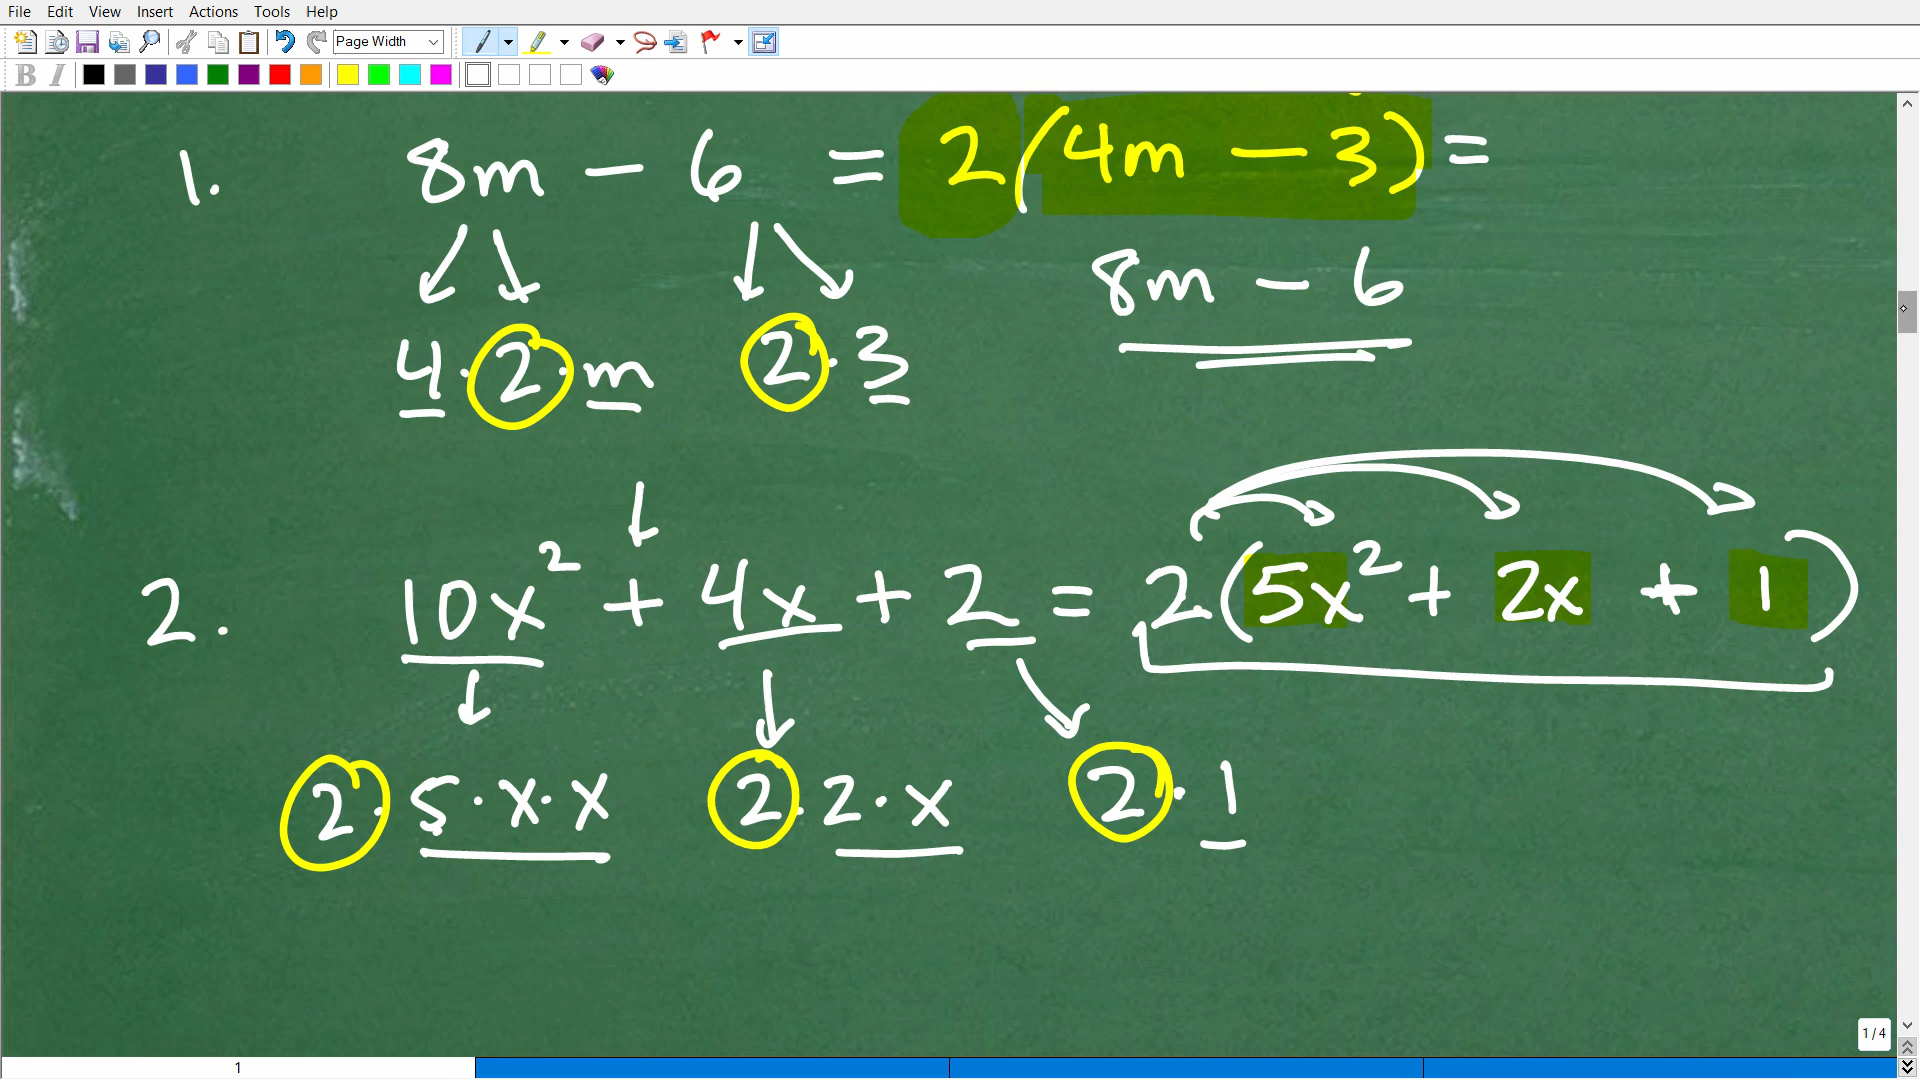 File Edit View Insert Actions Tools Help
Page Width
B I
1. 8m - 6 = 2(4m - 3) =
8m - 6
4 · 2 · m 2 · 3
2. 10x² + 4x + 2 = 2(5x² + 2x + 1)
2 · 5 · x · x 2 · 2 · x 2 · 1
1 / 4
1